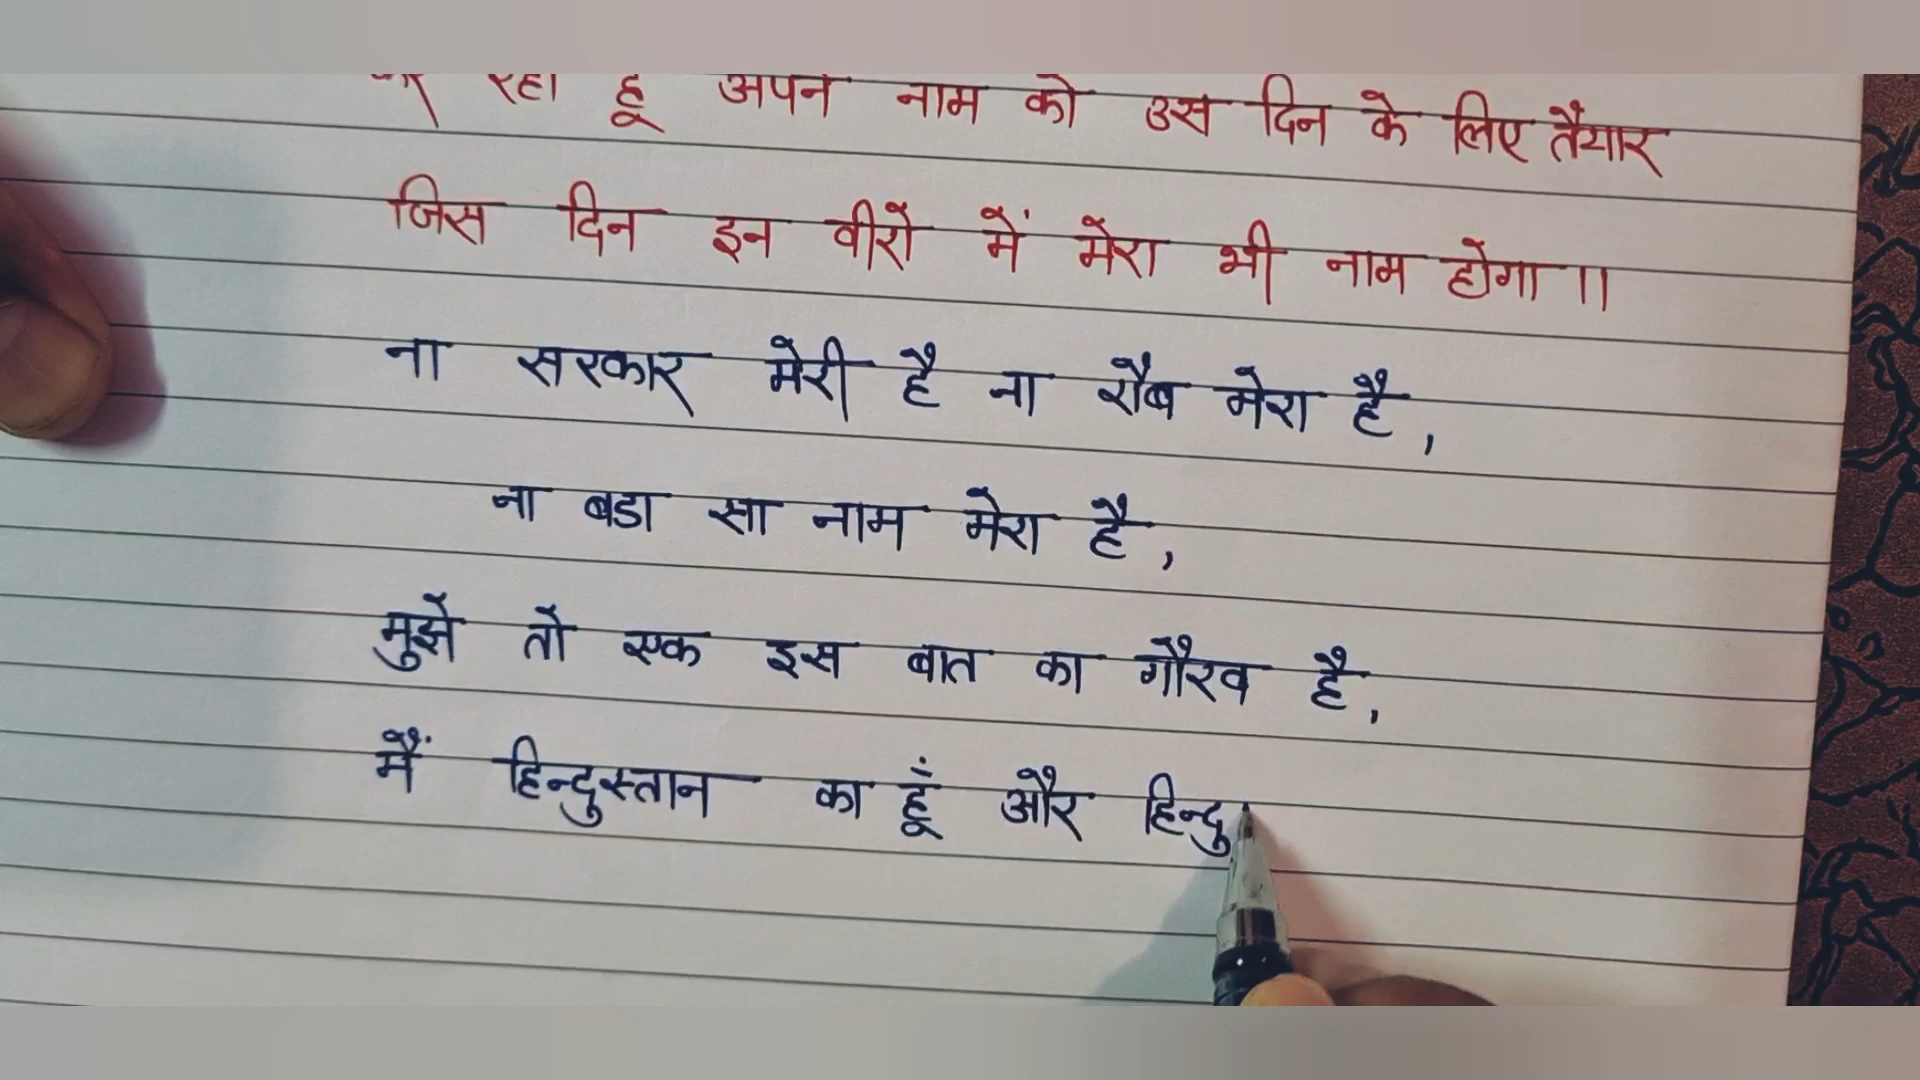 रहा हूं अपने नाम को उस दिन के लिए तैयार
जिस दिन इन वीरो में मेरा भी नाम होगा ॥
ना सरकार मेरी है ना रौब मेरा है,
ना बडा सा नाम मेरा है,
मुझे तो एक इस बात का गौरव है,
मैं हिन्दुस्तान का हूँ और हिन्दु